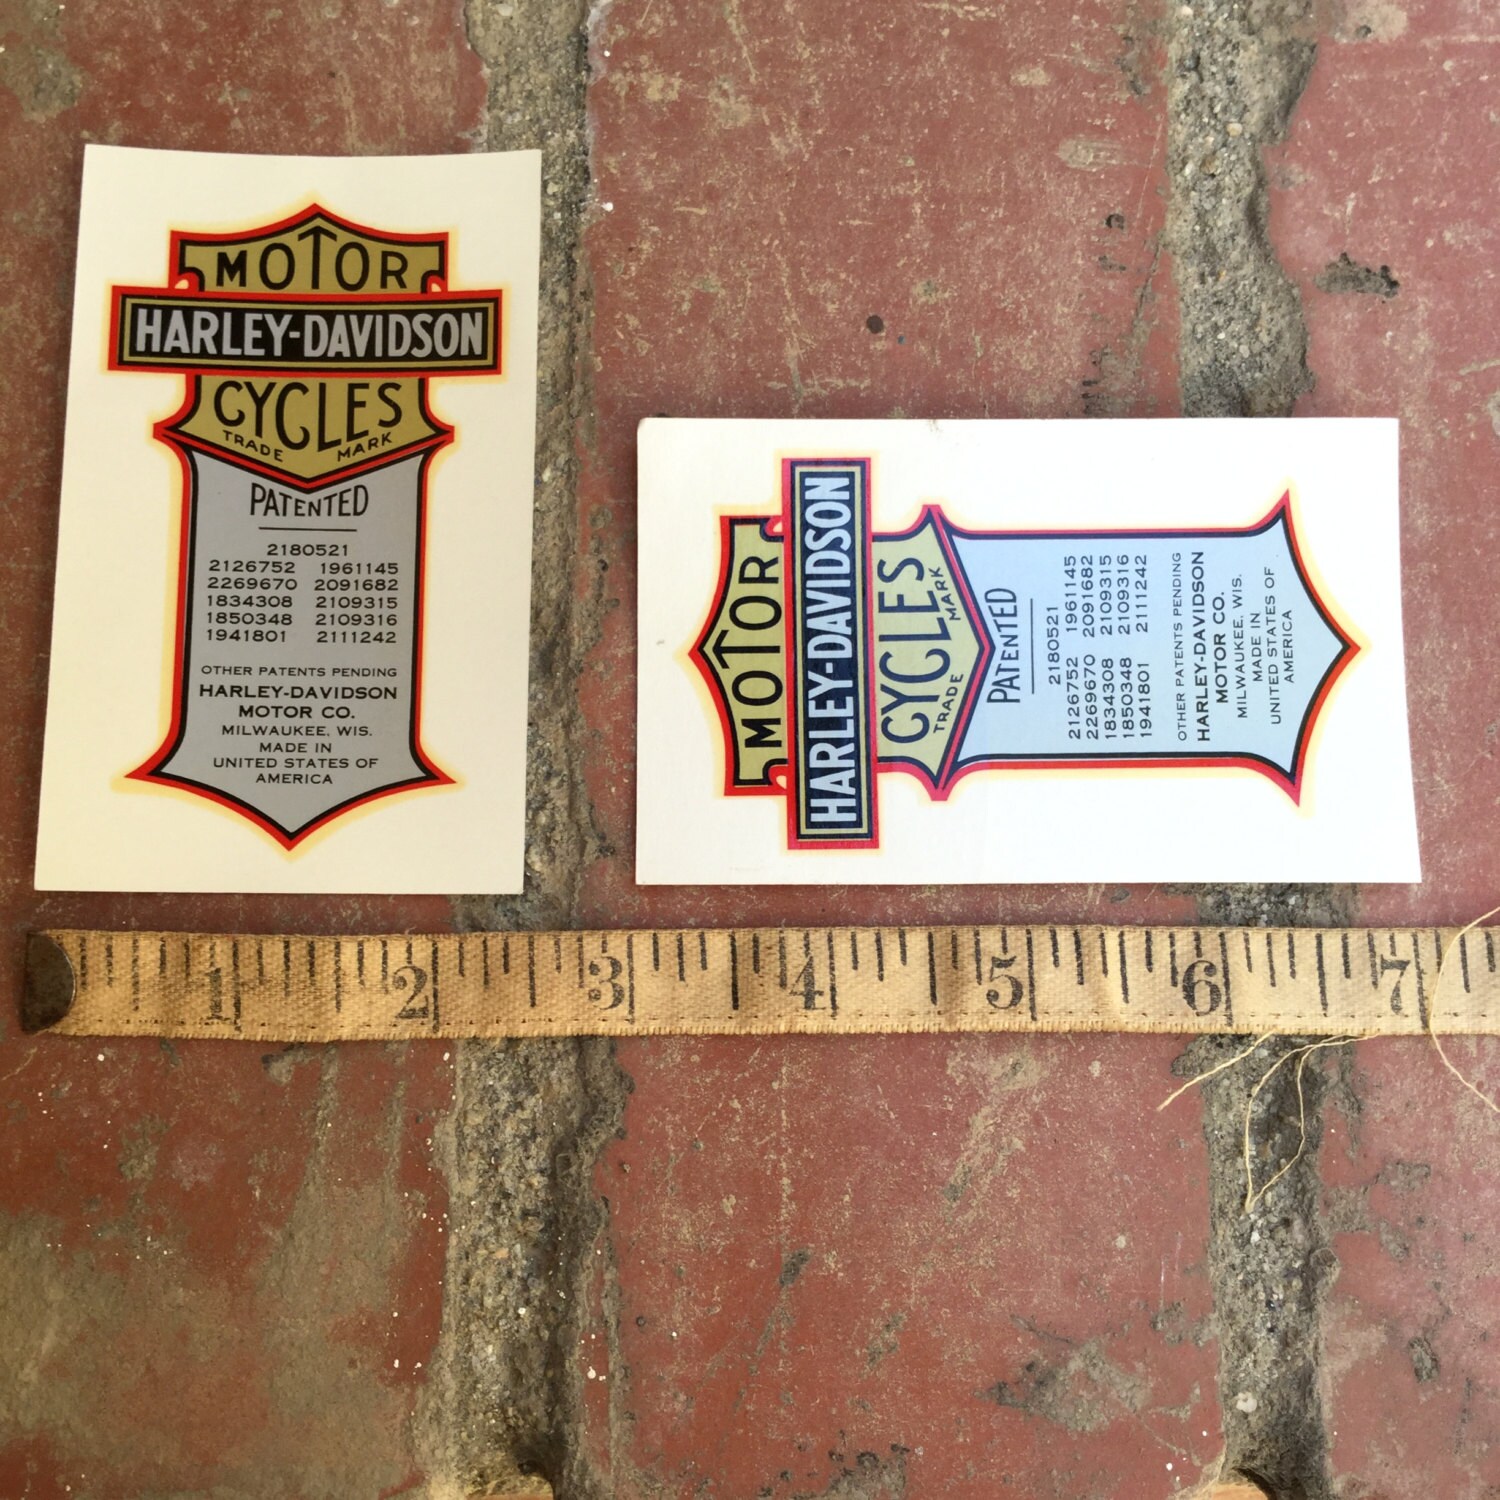 MOTOR
HARLEY-DAVIDSON
CYCLES
TRADE MARK
PATENTED
2180521
2126752 1961145
2269670 2091682
1834308 2109315
1850348 2109316
1941801 2111242
OTHER PATENTS PENDING
HARLEY-DAVIDSON
MOTOR CO.
MILWAUKEE, WIS.
MADE IN
UNITED STATES OF
AMERICA
MOTOR
HARLEY-DAVIDSON
CYCLES
TRADE MARK
PATENTED
2180521
2126752 1961145
2269670 2091682
1834308 2109315
1850348 2109316
1941801 2111242
OTHER PATENTS PENDING
HARLEY-DAVIDSON
MOTOR CO.
MILWAUKEE, WIS.
MADE IN
UNITED STATES OF
AMERICA
1 2 3 4 5 6 7